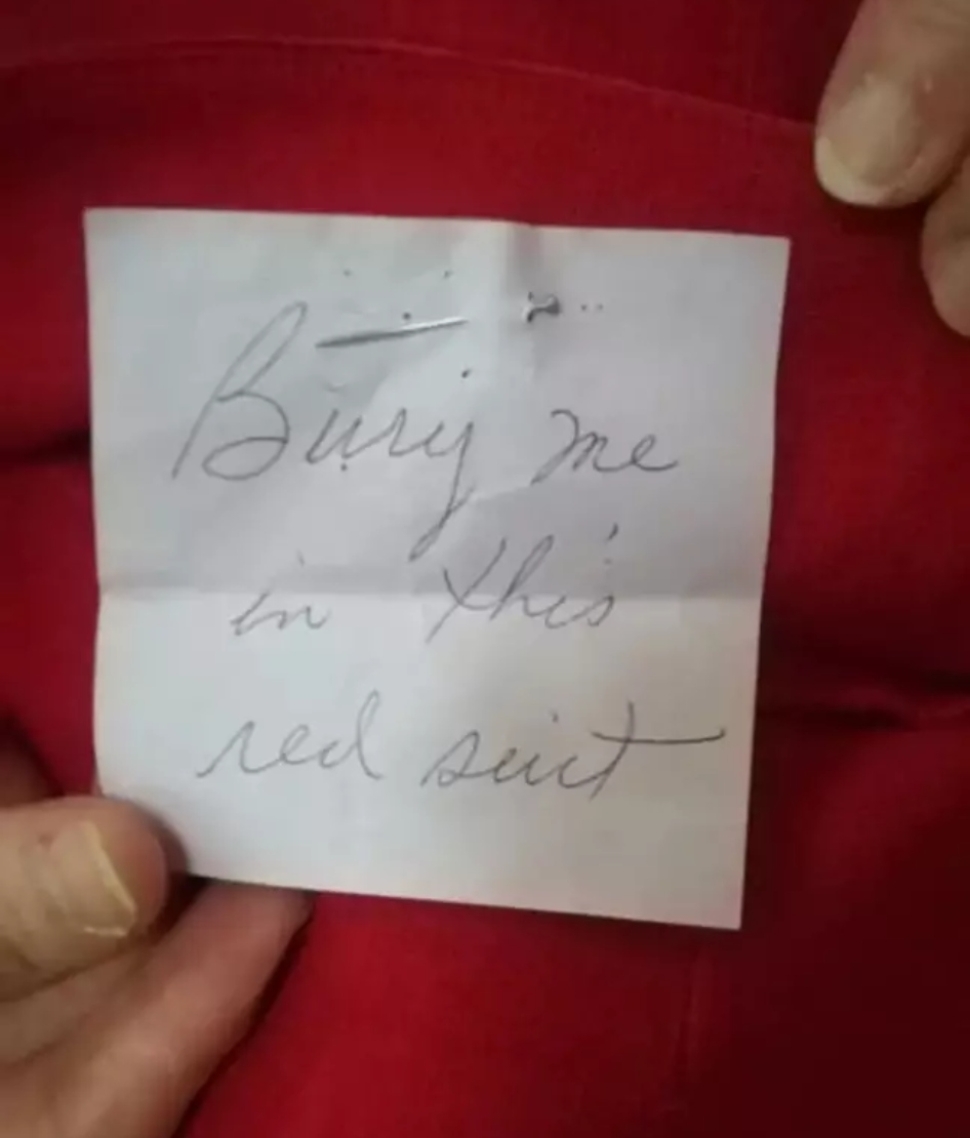 Bury me
in this
red suit